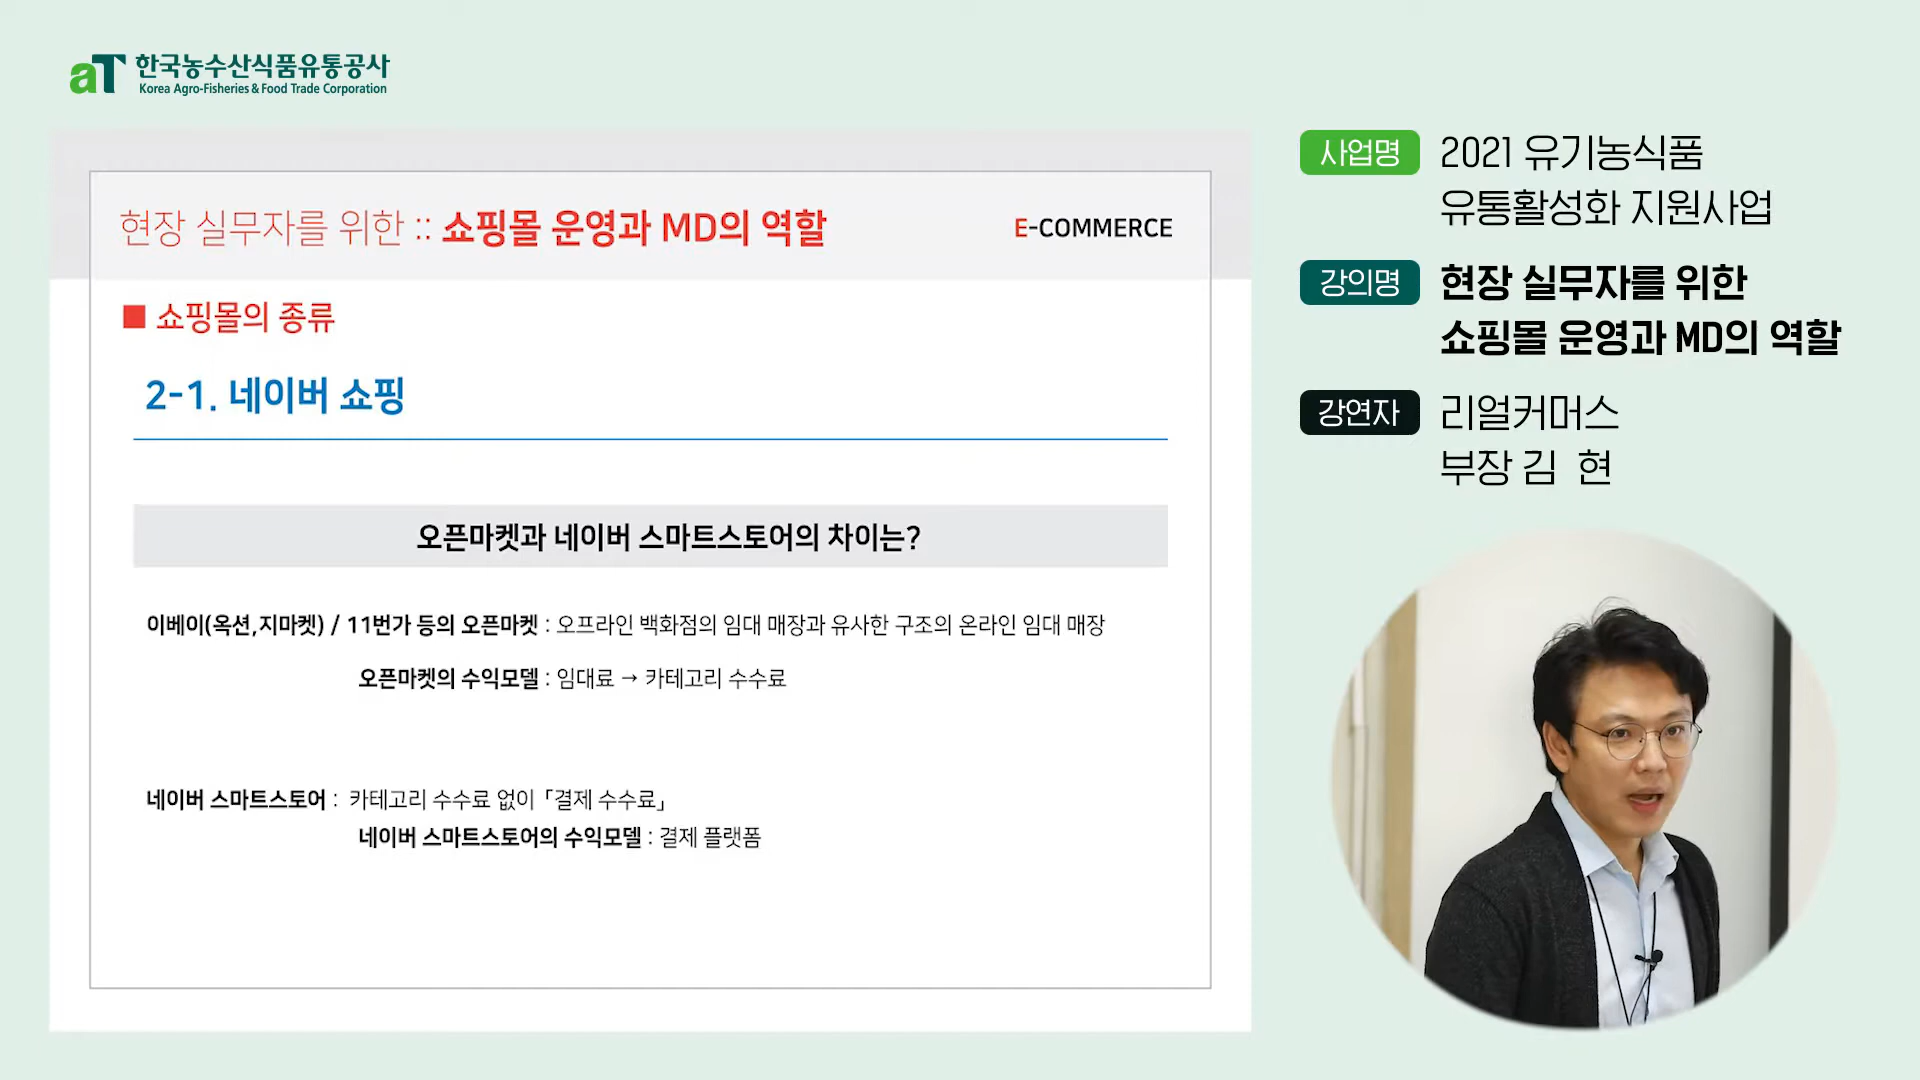 aT 한국농수산식품유통공사
Korea Agro-Fisheries & Food Trade Corporation
현장 실무자를 위한 :: 쇼핑몰 운영과 MD의 역할
E-COMMERCE
■ 쇼핑몰의 종류
2-1. 네이버 쇼핑
오픈마켓과 네이버 스마트스토어의 차이는?
이베이(옥션,지마켓) / 11번가 등의 오픈마켓 : 오프라인 백화점의 임대 매장과 유사한 구조의 온라인 임대 매장
오픈마켓의 수익모델 : 임대료 → 카테고리 수수료
네이버 스마트스토어 : 카테고리 수수료 없이 「결제 수수료」
네이버 스마트스토어의 수익모델 : 결제 플랫폼
사업명 2021 유기농식품
유통활성화 지원사업
강의명 현장 실무자를 위한
쇼핑몰 운영과 MD의 역할
강연자 리얼커머스
부장 김 현